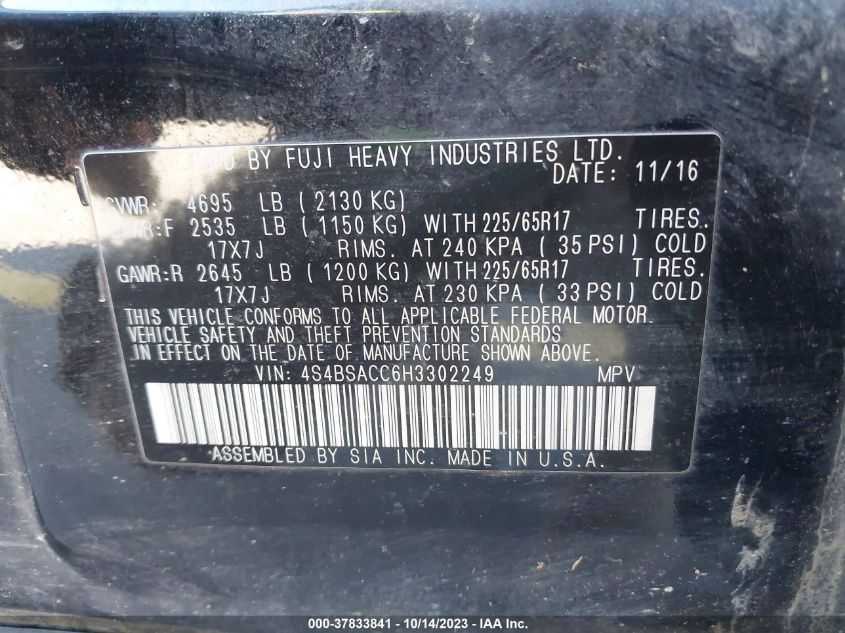 BY FUJI HEAVY INDUSTRIES LTD.
DATE: 11/16
GVWR: 4695 LB ( 2130 KG)
:F 2535 LB ( 1150 KG) WITH 225/65R17 TIRES.
17X7J RIMS. AT 240 KPA ( 35 PSI) COLD
GAWR:R 2645 LB ( 1200 KG) WITH 225/65R17 TIRES.
17X7J RIMS. AT 230 KPA ( 33 PSI) COLD
THIS VEHICLE CONFORMS TO ALL APPLICABLE FEDERAL MOTOR
VEHICLE SAFETY AND THEFT PREVENTION STANDARDS
IN EFFECT ON THE DATE OF MANUFACTURE SHOWN ABOVE.
VIN: 4S4BSACC6H3302249 MPV
ASSEMBLED BY SIA INC. MADE IN U.S.A.
000-37833841 | 10/14/2023 | © IAA Inc.